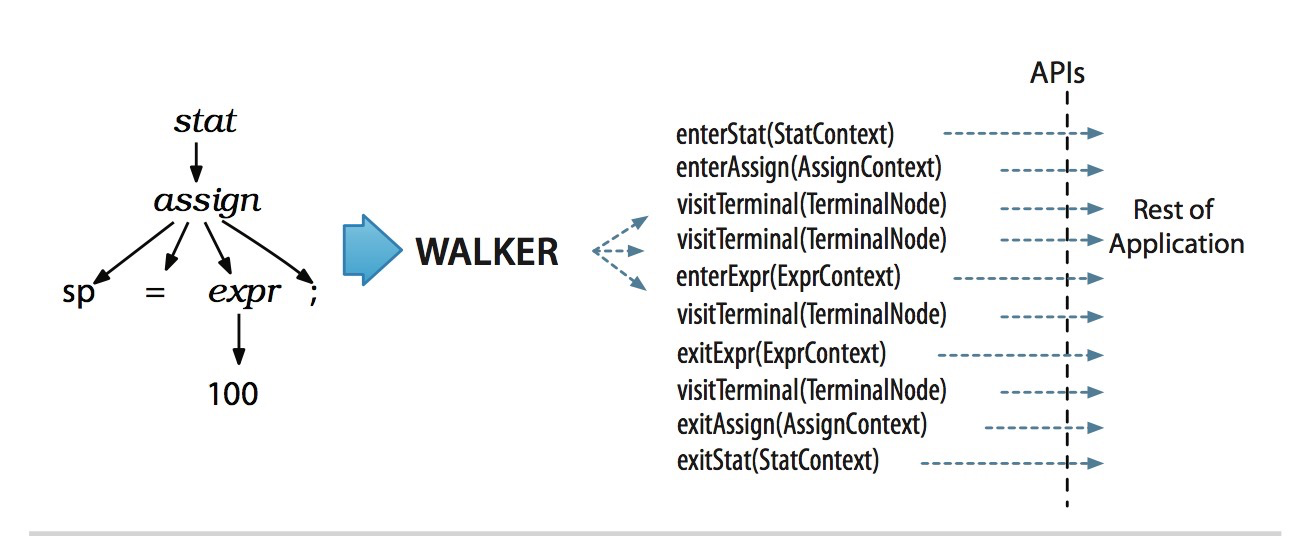 stat
assign
sp = expr ;
100
WALKER
enterStat(StatContext)
enterAssign(AssignContext)
visitTerminal(TerminalNode)
visitTerminal(TerminalNode)
enterExpr(ExprContext)
visitTerminal(TerminalNode)
exitExpr(ExprContext)
visitTerminal(TerminalNode)
exitAssign(AssignContext)
exitStat(StatContext)
APIs
Rest of
Application